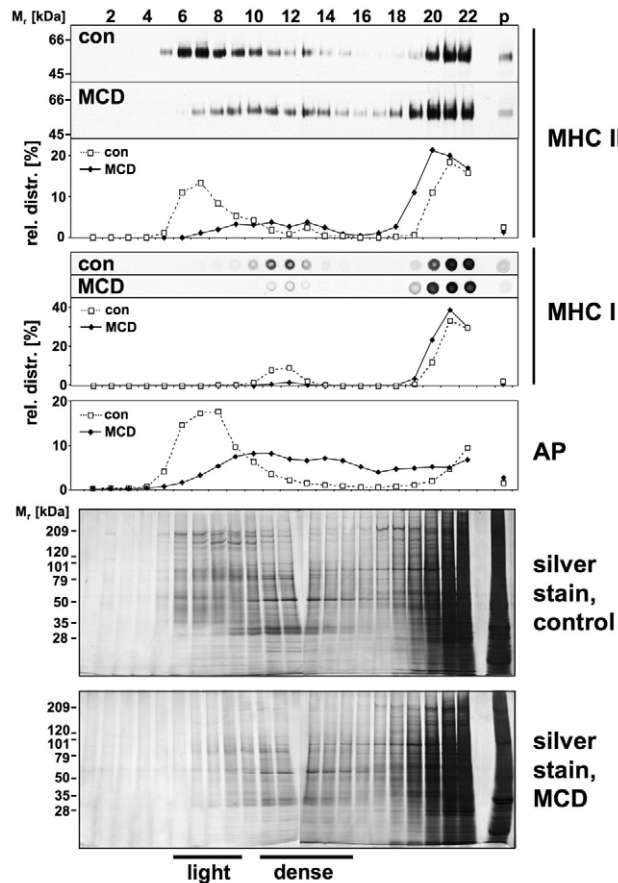 Mr [kDa] 2 4 6 8 10 12 14 16 18 20 22 p
66
con
45
66
MCD
45
MHC II
rel. distr. [%]
20
10
0
con
MCD
con
MCD
MHC I
rel. distr. [%]
40
20
0
con
MCD
20
10
0
con
MCD
AP
Mr [kDa]
209
120
101
79
50
35
28
silver
stain,
control
209
120
101
79
50
35
28
silver
stain,
MCD
light dense